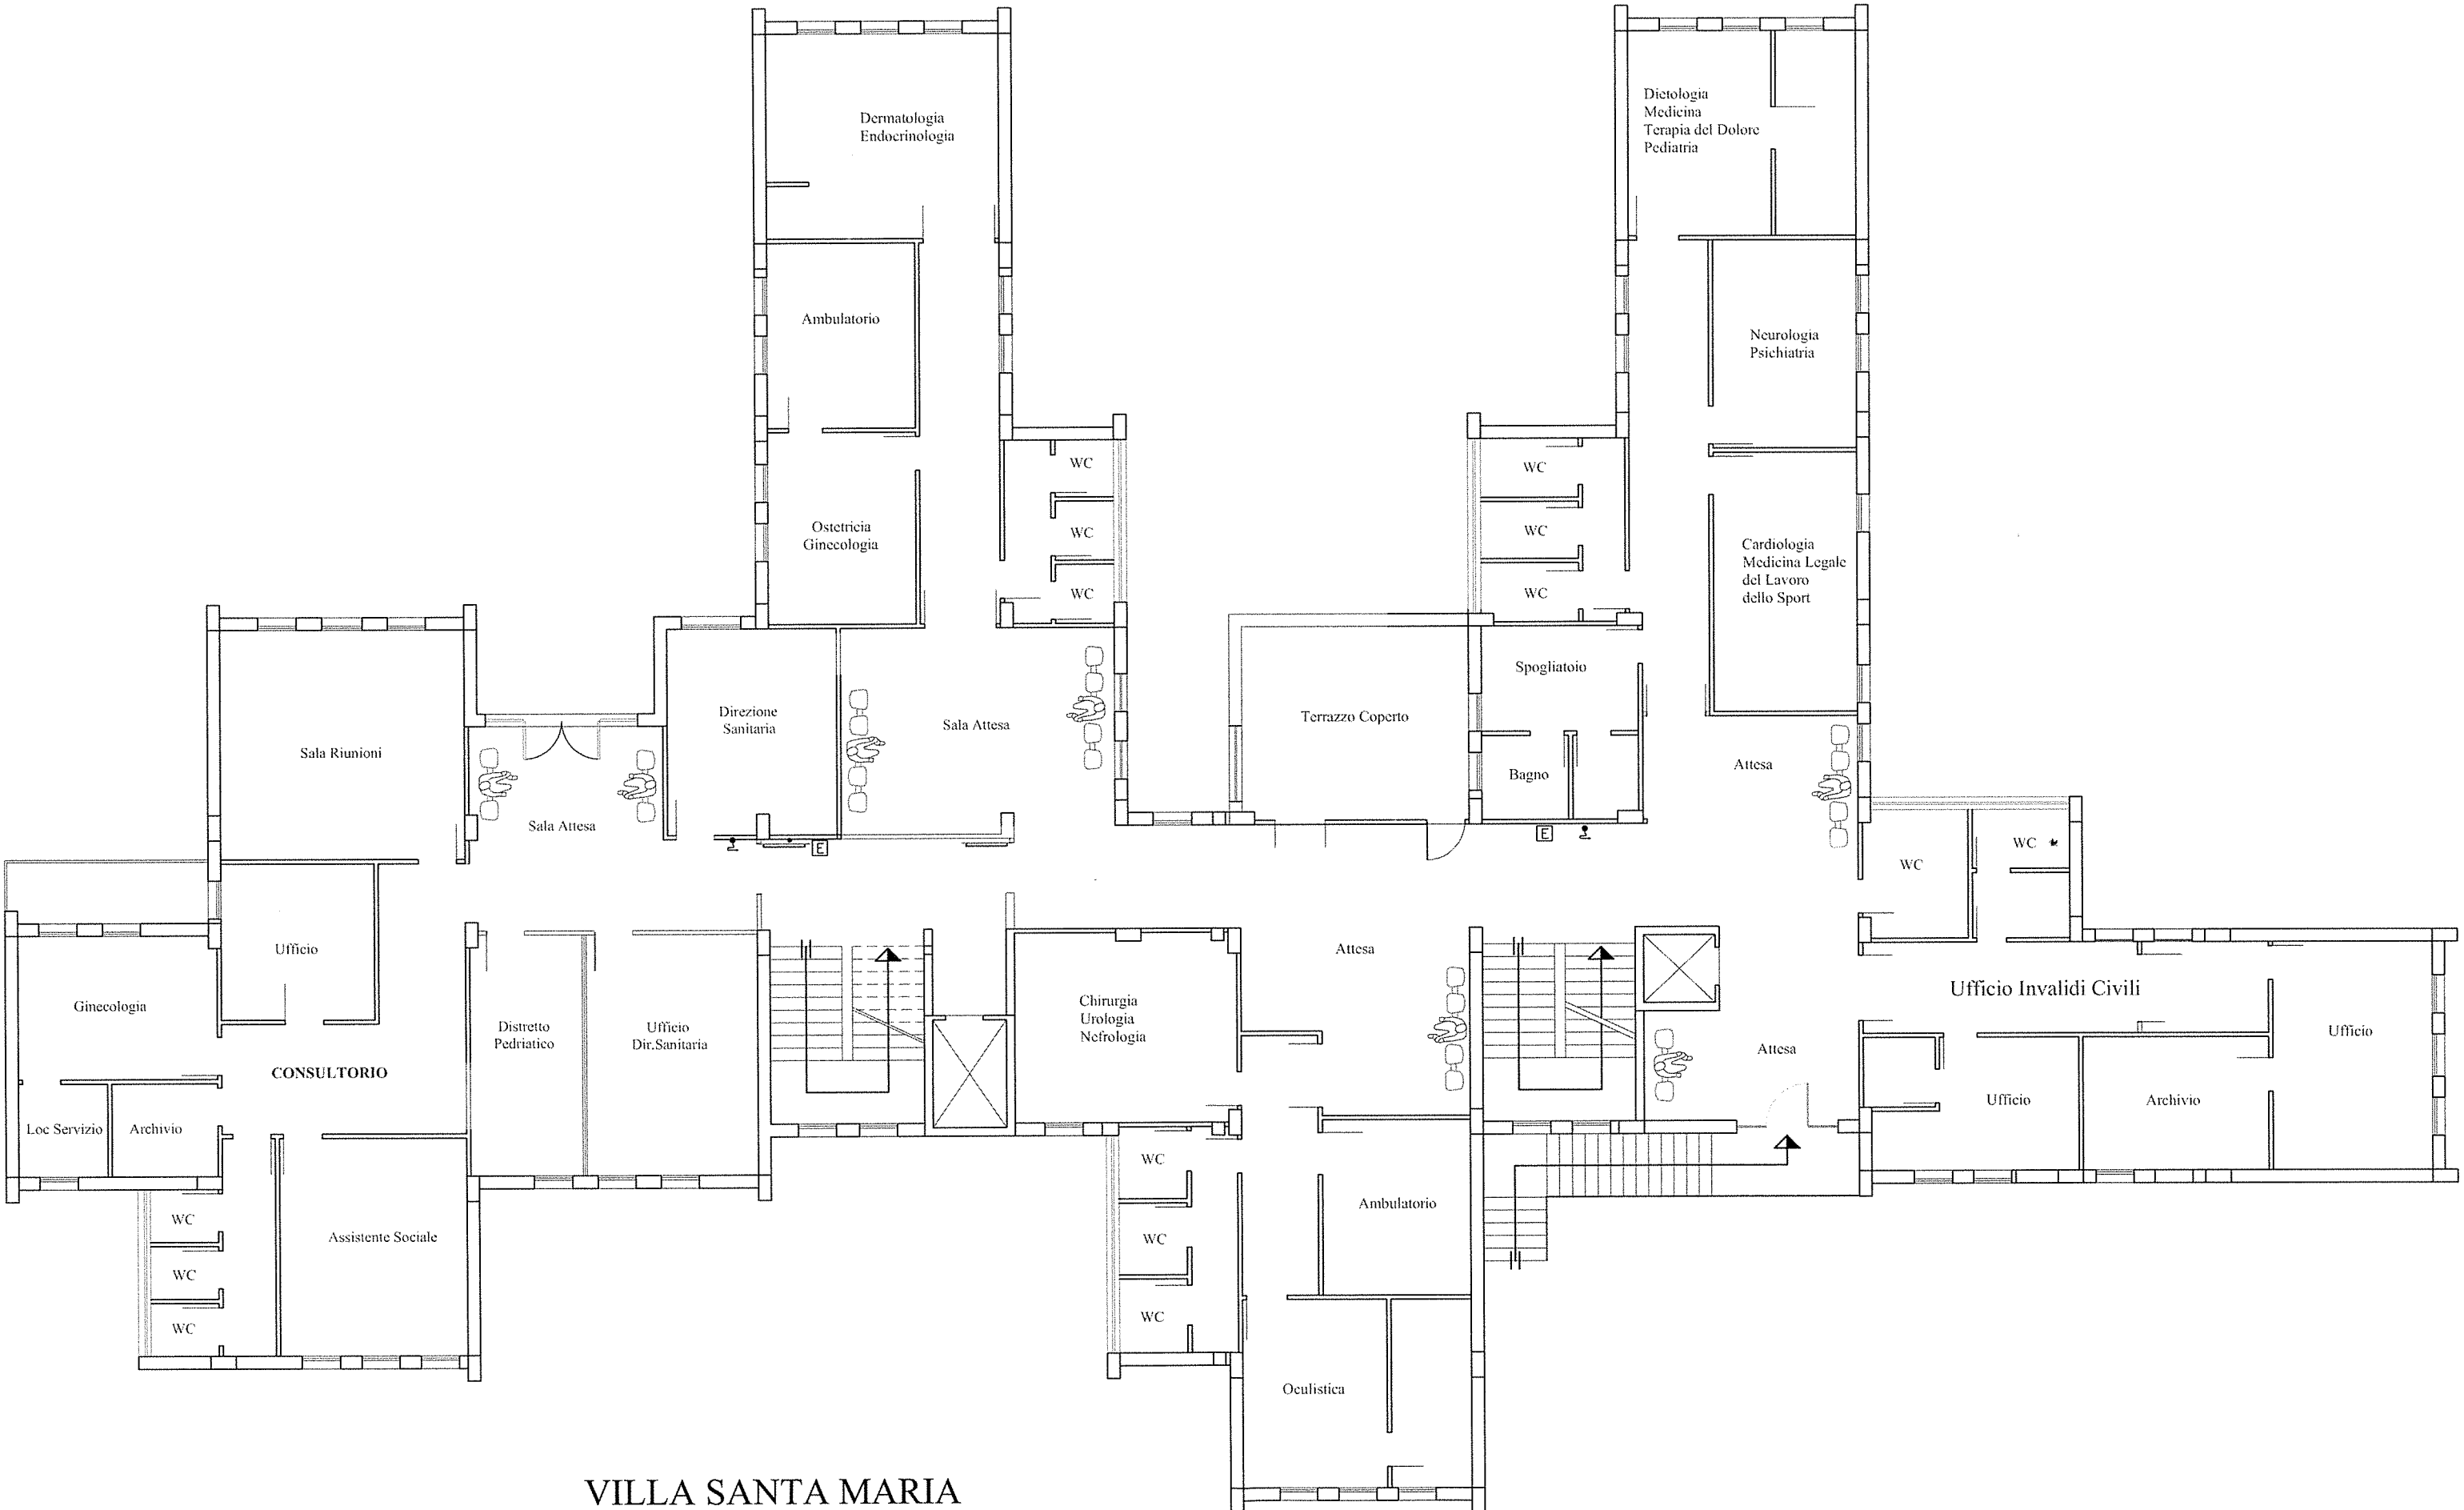 Dermatologia
Endocrinologia
Dietologia
Medicina
Terapia del Dolore
Pediatria
Ambulatorio
Neurologia
Psichiatria
WC
WC
WC
Ostetricia
Ginecologia
WC
WC
WC
Cardiologia
Medicina Legale
del Lavoro
dello Sport
Sala Riunioni
Sala Attesa
Direzione
Sanitaria
Sala Attesa
Terrazzo Coperto
Spogliatoio
Bagno
Attesa
E
E
WC
WC
Ufficio
Ginecologia
CONSULTORIO
Loc Servizio
Archivio
Distretto
Pedriatico
Ufficio
Dir.Sanitaria
Chirurgia
Urologia
Nefrologia
Attesa
Attesa
Ufficio Invalidi Civili
Ufficio
Ufficio
Archivio
WC
WC
WC
Assistente Sociale
WC
WC
WC
Ambulatorio
Oculistica
VILLA SANTA MARIA